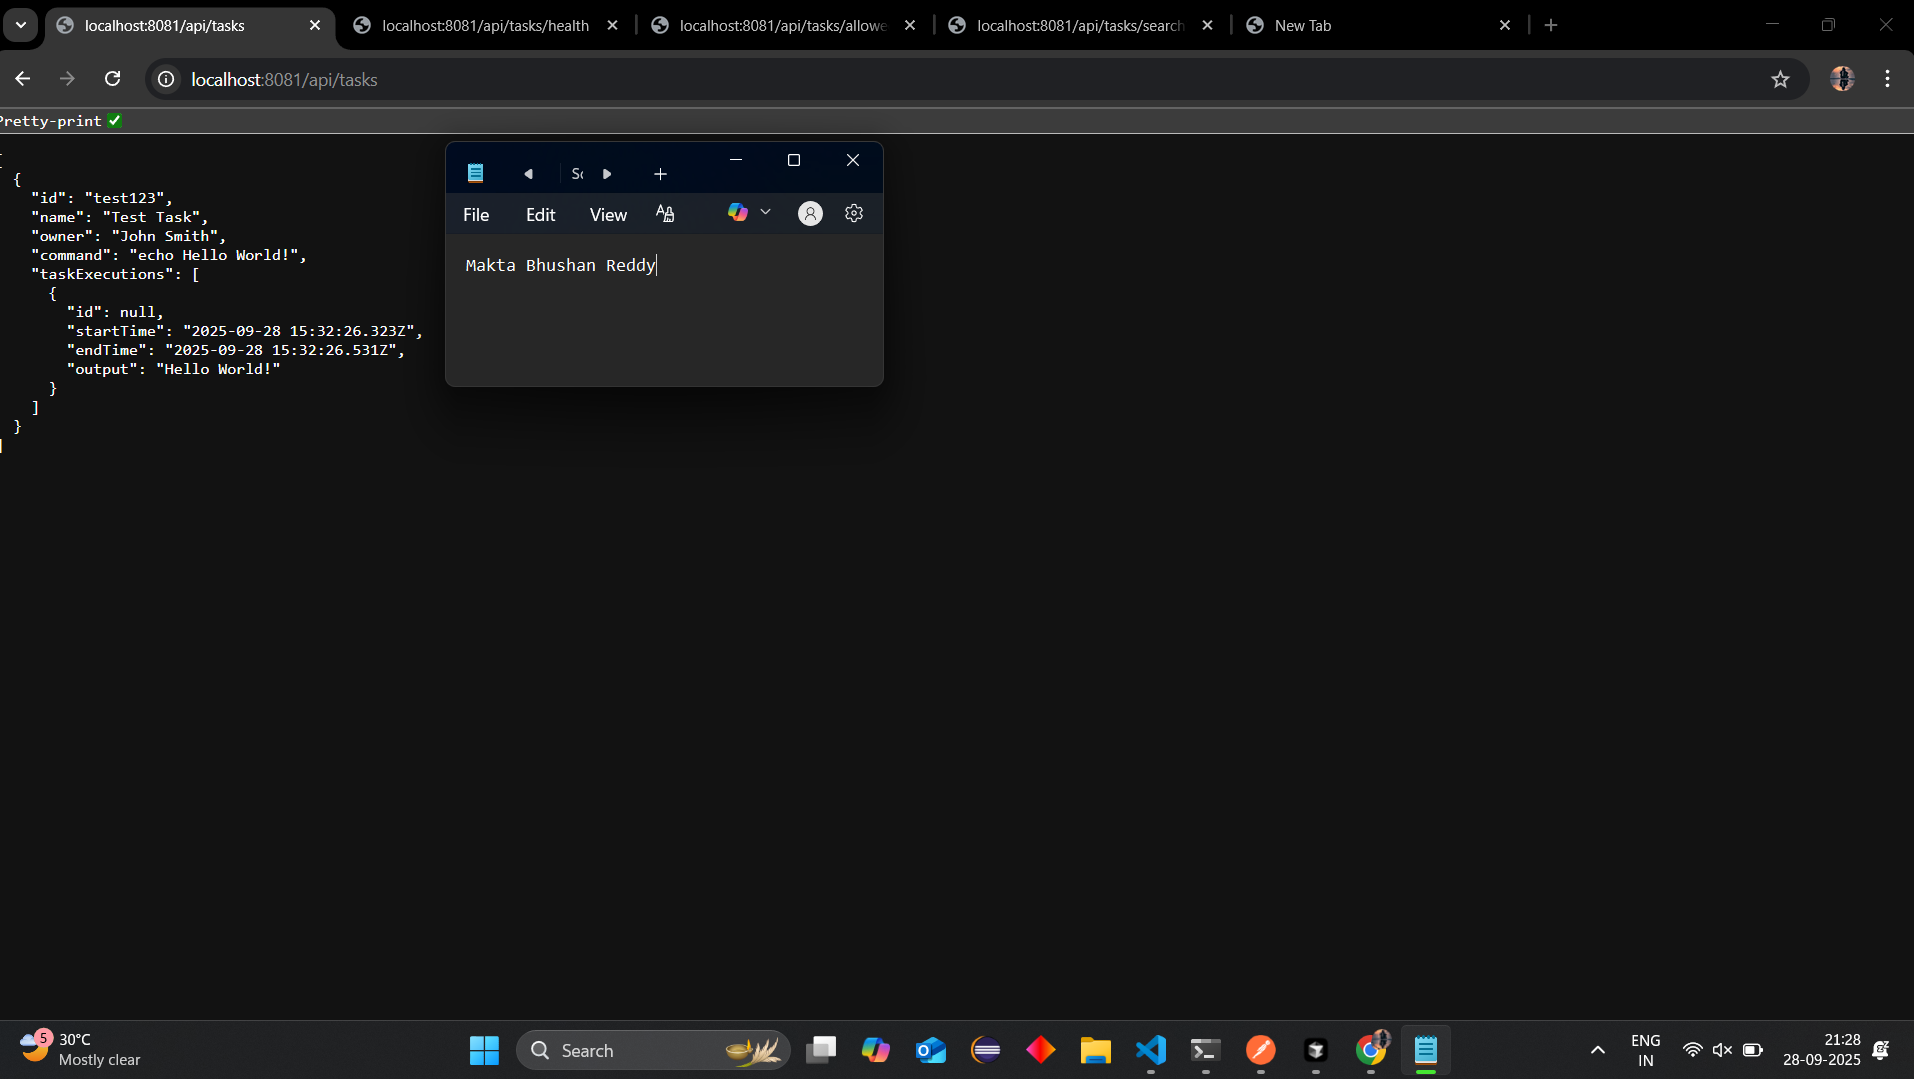 localhost:8081/api/tasks
localhost:8081/api/tasks/health
localhost:8081/api/tasks/allowe
localhost:8081/api/tasks/search
New Tab
localhost:8081/api/tasks
Pretty-print
[
{
"id": "test123",
"name": "Test Task",
"owner": "John Smith",
"command": "echo Hello World!",
"taskExecutions": [
{
"id": null,
"startTime": "2025-09-28 15:32:26.323Z",
"endTime": "2025-09-28 15:32:26.531Z",
"output": "Hello World!"
}
]
}
]
Sc
File Edit View
Makta Bhushan Reddy
5
30°C
Mostly clear
Search
ENG
IN
21:28
28-09-2025